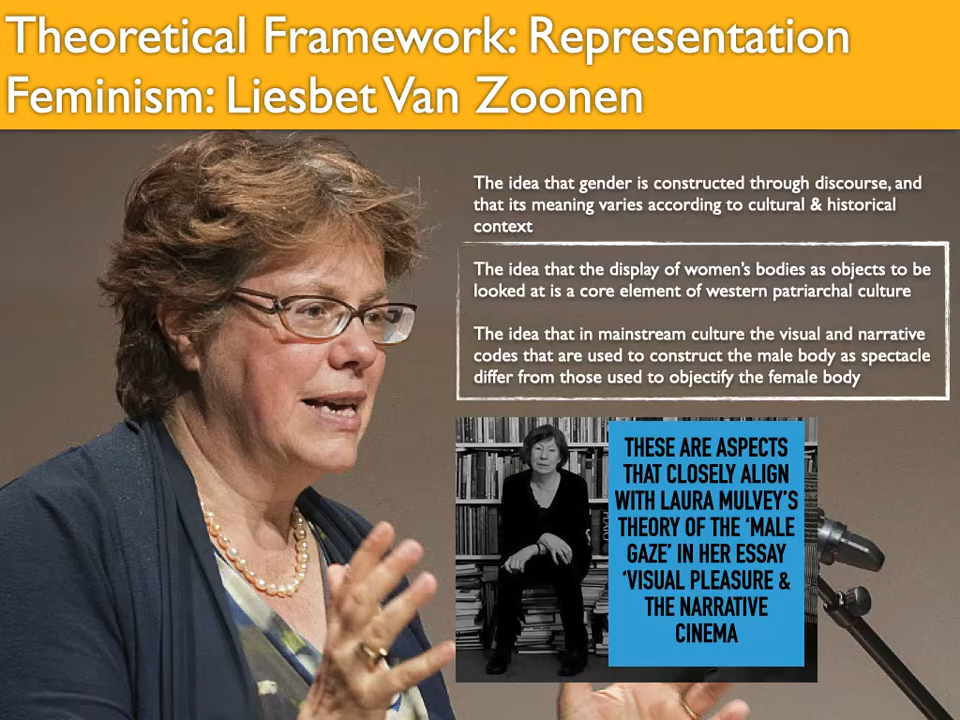 Theoretical Framework: Representation
Feminism: Liesbet Van Zoonen
The idea that gender is constructed through discourse, and
that its meaning varies according to cultural & historical
context
The idea that the display of women's bodies as objects to be
looked at is a core element of western patriarchal culture
The idea that in mainstream culture the visual and narrative
codes that are used to construct the male body as spectacle
differ from those used to objectify the female body
THESE ARE ASPECTS
THAT CLOSELY ALIGN
WITH LAURA MULVEY'S
THEORY OF THE 'MALE
GAZE' IN HER ESSAY
'VISUAL PLEASURE &
THE NARRATIVE
CINEMA